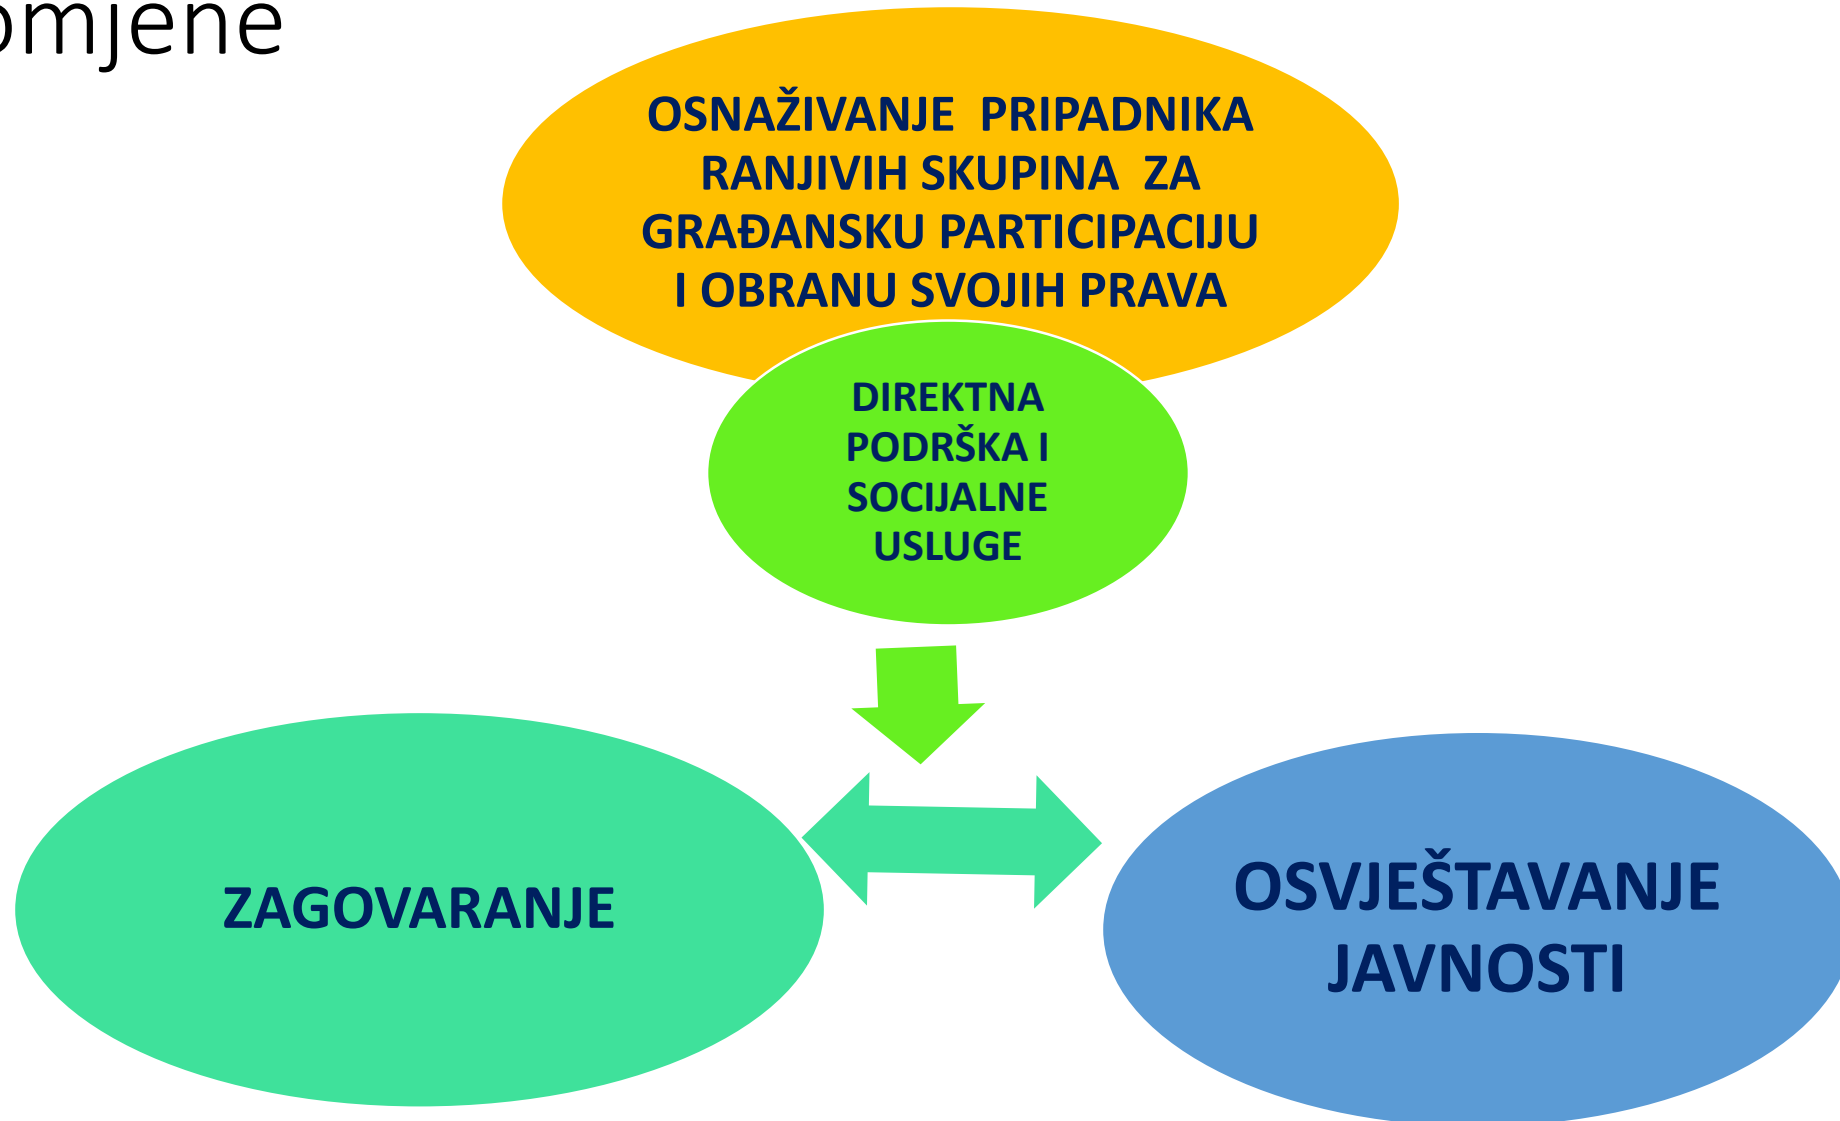 omjene
OSNAŽIVANJE PRIPADNIKA
RANJIVIH SKUPINA ZA
GRAĐANSKU PARTICIPACIJU
I OBRANU SVOJIH PRAVA
DIREKTNA
PODRŠKA I
SOCIJALNE
USLUGE
ZAGOVARANJE
OSVJEŠTAVANJE
JAVNOSTI